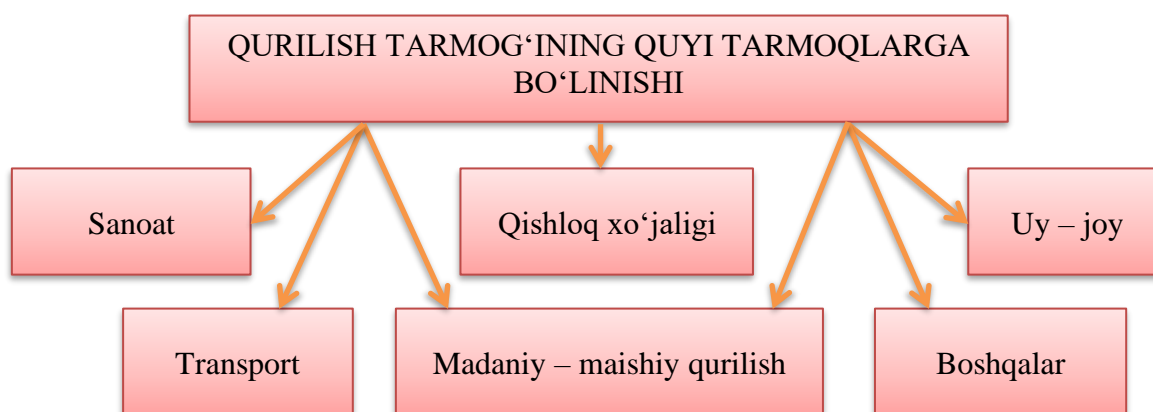 QURILISH TARMOG‘INING QUYI TARMOQLARGA
BO‘LINISHI
Sanoat
Qishloq xo‘jaligi
Uy – joy
Transport
Madaniy – maishiy qurilish
Boshqalar